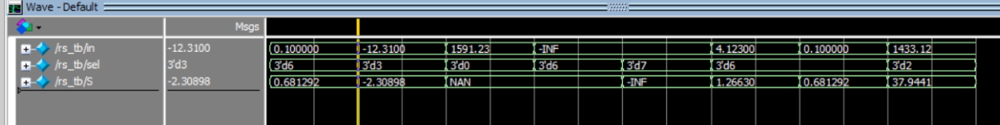 Wave - Default
Msgs
/rs_tb/in -12.3100 0.100000 -12.3100 1591.23 -INF 4.12300 0.100000 1433.12
/rs_tb/sel 3'd3 3'd6 3'd3 3'd0 3'd6 3'd7 3'd6 3'd2
/rs_tb/S -2.30898 0.681292 -2.30898 NAN -INF 1.26630 0.681292 37.9441